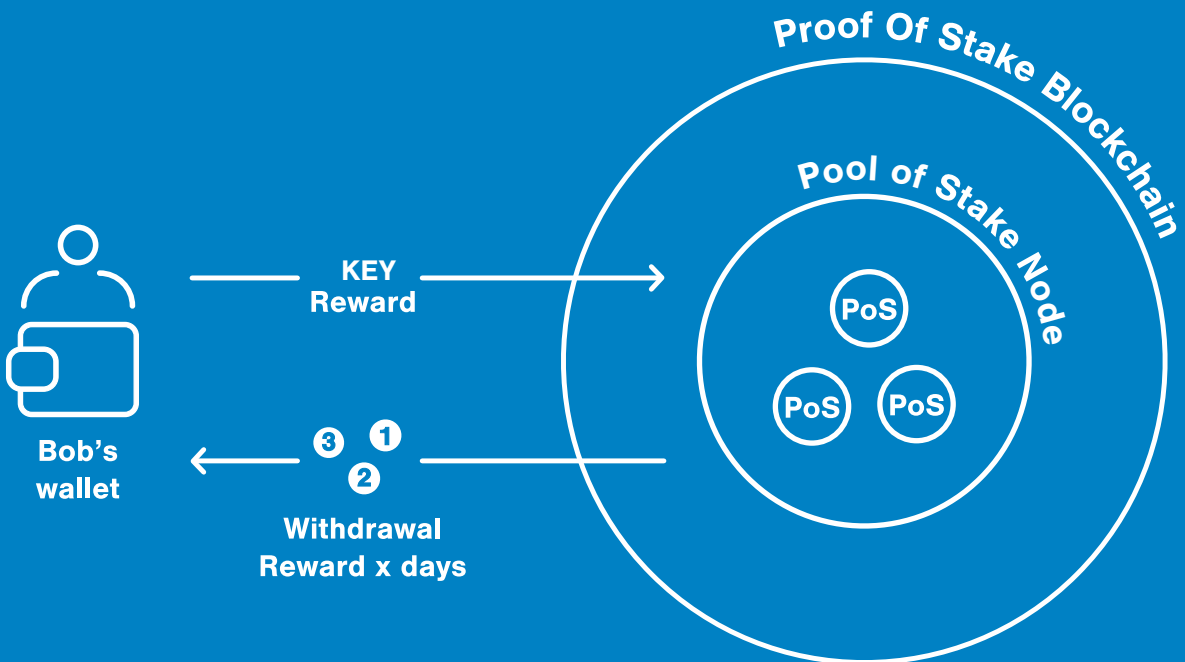 Proof Of Stake Blockchain
Pool of Stake Node
KEY
Reward
PoS
PoS
PoS
Bob's
wallet
3
1
2
Withdrawal
Reward x days